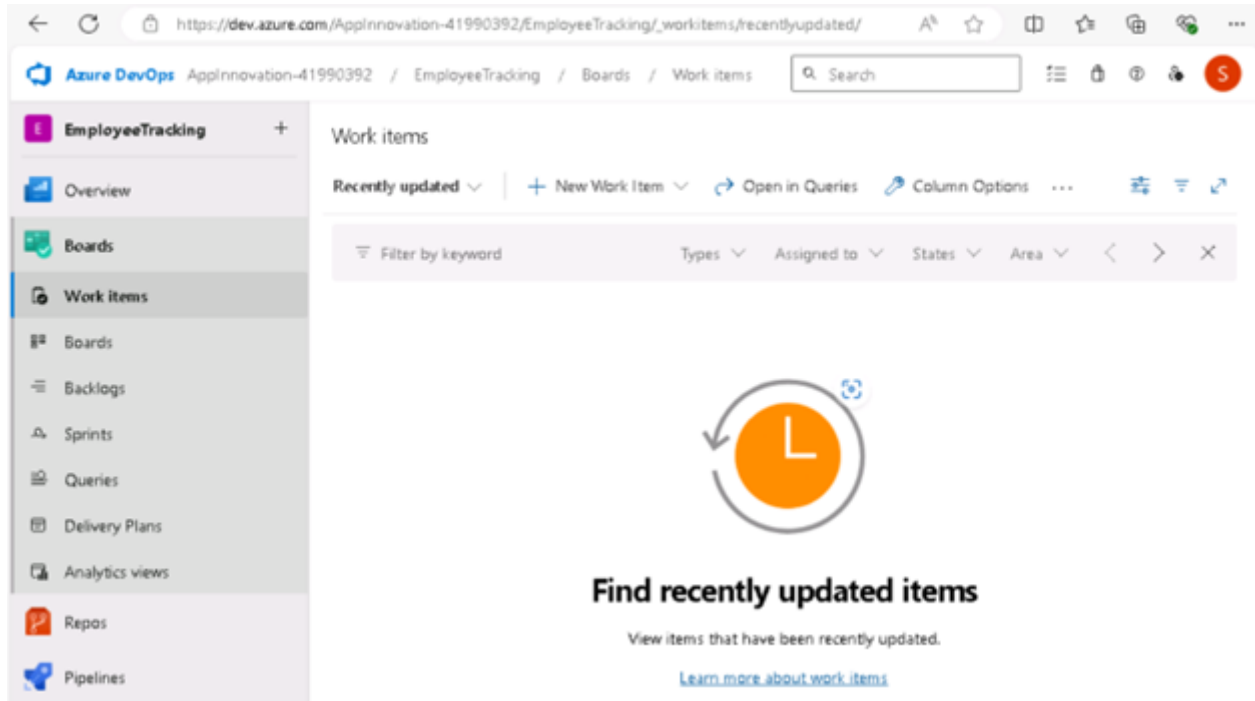 https://dev.azure.com/AppInnovation-41990392/EmployeeTracking/_workitems/recentlyupdated/
Azure DevOps AppInnovation-41990392 / EmployeeTracking / Boards / Work items Search S
E EmployeeTracking +
Work items
Recently updated + New Work Item Open in Queries Column Options ...
Filter by keyword Types Assigned to States Area
Overview
Boards
Work items
Boards
Backlogs
Sprints
Queries
Delivery Plans
Analytics views
Repos
Pipelines
Find recently updated items
View items that have been recently updated.
Learn more about work items